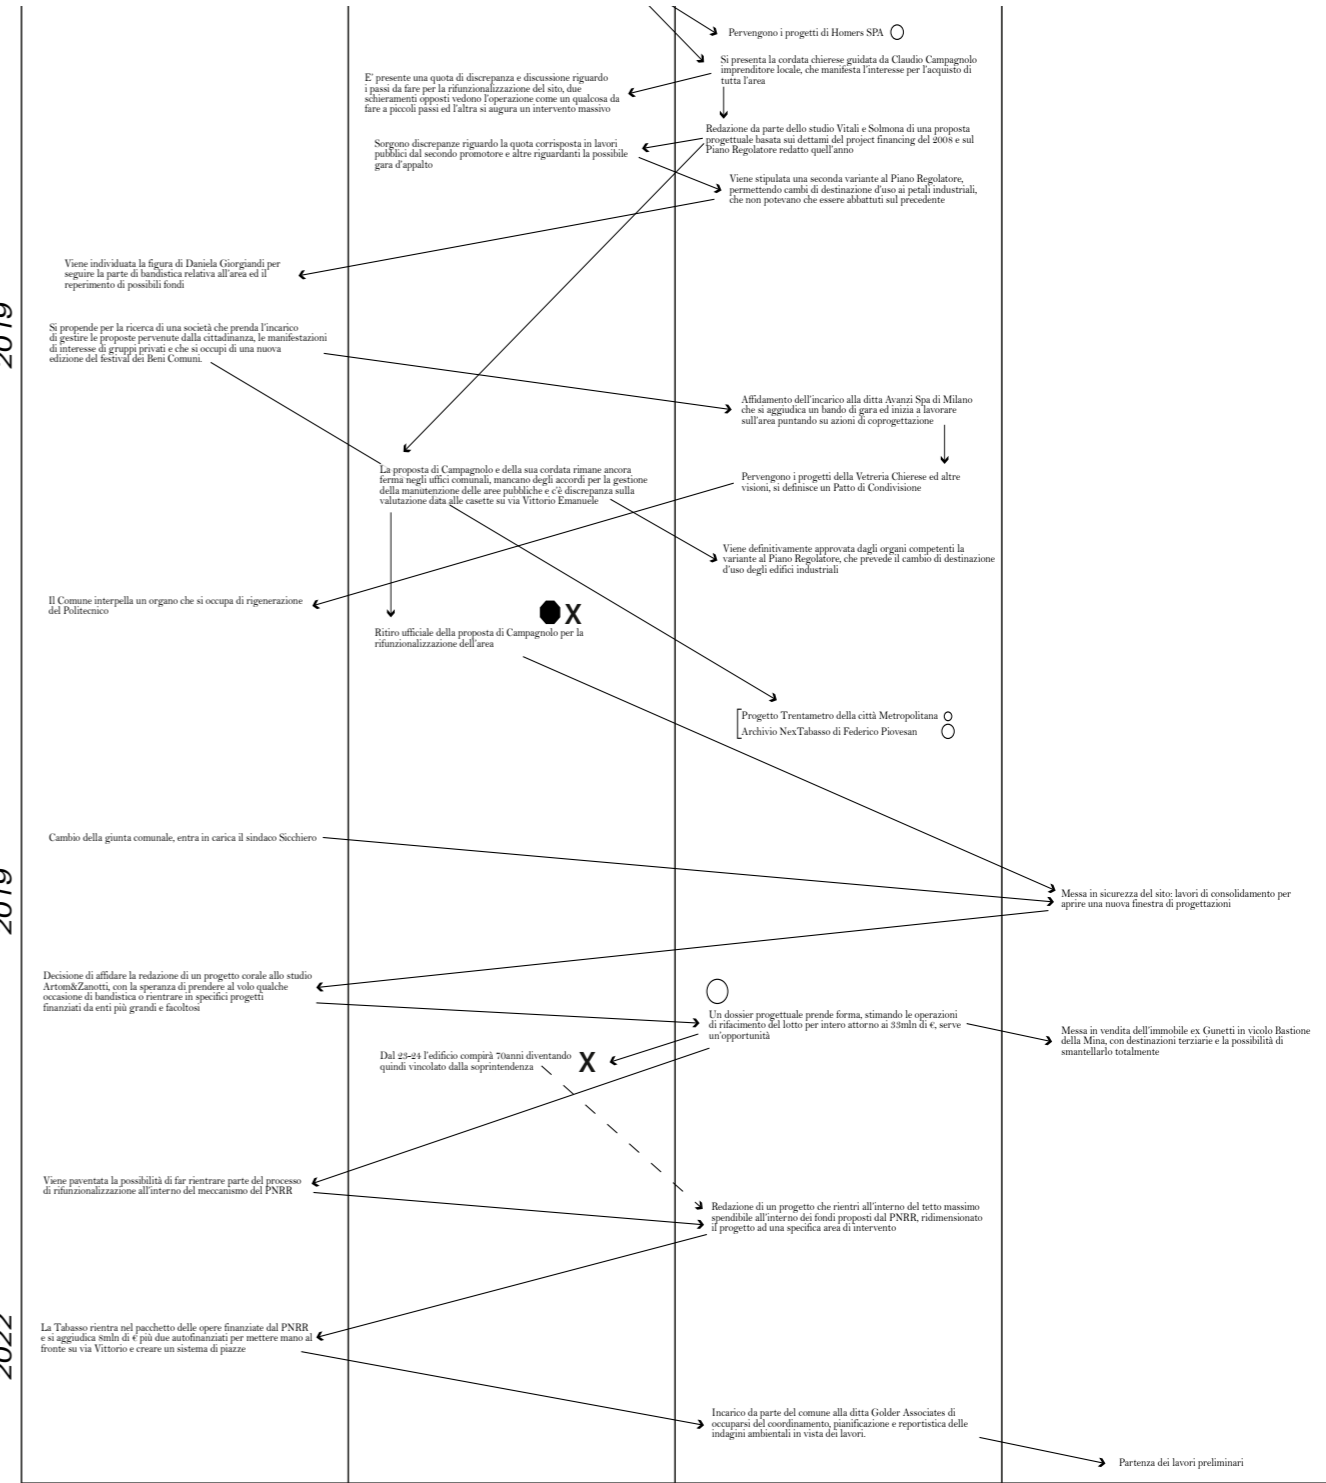 Pervengono i progetti di Homers SPA
Si presenta la cordata chierese guidata da Claudio Campagnolo
imprenditore locale, che manifesta l'interesse per l'acquisto di
tutta l'area
E' presente una quota di discrepanza e discussione riguardo
i passi da fare per la rifunzionalizzazione del sito, due
schieramenti opposti vedono l'operazione come un qualcosa da
fare a piccoli passi ed l'altra si augura un intervento massivo
Redazione da parte dello studio Vitali e Solmona di una proposta
progettuale basata sui dettami del project financing del 2008 e sul
Piano Regolatore redatto quell'anno
Sorgono discrepanze riguardo la quota corrisposta in lavori
pubblici dal secondo promotore e altre riguardanti la possibile
gara d'appalto
Viene stipulata una seconda variante al Piano Regolatore,
permettendo cambi di destinazione d'uso ai petali industriali,
che non potevano che essere abbattuti sul precedente
Viene individuata la figura di Daniela Giorgiandi per
seguire la parte di bandistica relativa all'area ed il
reperimento di possibili fondi
2019
Si propende per la ricerca di una società che prenda l'incarico
di gestire le proposte pervenute dalla cittadinanza, le manifestazioni
di interesse di gruppi privati e che si occupi di una nuova
edizione del festival dei Beni Comuni.
Affidamento dell'incarico alla ditta Avanzi Spa di Milano
che si aggiudica un bando di gara ed inizia a lavorare
sull'area puntando su azioni di coprogettazione
La proposta di Campagnolo e della sua cordata rimane ancora
ferma negli uffici comunali, mancano degli accordi per la gestione
della manutenzione delle aree pubbliche e c'è discrepanza sulla
valutazione data alle casette su via Vittorio Emanuele
Pervengono i progetti della Vetreria Chierese ed altre
visioni, si definisce un Patto di Condivisione
Viene definitivamente approvata dagli organi competenti la
variante al Piano Regolatore, che prevede il cambio di destinazione
d'uso degli edifici industriali
Il Comune interpella un organo che si occupa di rigenerazione
del Politecnico
X
Ritiro ufficiale della proposta di Campagnolo per la
rifunzionalizzazione dell'area
Progetto Trentametro della città Metropolitana
Archivio NexTabasso di Federico Piovesan
Cambio della giunta comunale, entra in carica il sindaco Sicchiero
2019
Messa in sicurezza del sito: lavori di consolidamento per
aprire una nuova finestra di progettazioni
Decisione di affidare la redazione di un progetto corale allo studio
Artom&Zanotti, con la speranza di prendere al volo qualche
occasione di bandistica o rientrare in specifici progetti
finanziati da enti più grandi e facoltosi
Un dossier progettuale prende forma, stimando le operazioni
di rifacimento del lotto per intero attorno ai 33mln di €, serve
un'opportunità
Messa in vendita dell'immobile ex Gunetti in vicolo Bastione
della Mina, con destinazioni terziarie e la possibilità di
smantellarlo totalmente
Dal 23-24 l'edificio compirà 70anni diventando
quindi vincolato dalla soprintendenza
X
Viene paventata la possibilità di far rientrare parte del processo
di rifunzionalizzazione all'interno del meccanismo del PNRR
Redazione di un progetto che rientri all'interno del tetto massimo
spendibile all'interno dei fondi proposti dal PNRR, ridimensionato
il progetto ad una specifica area di intervento
2022
La Tabasso rientra nel pacchetto delle opere finanziate dal PNRR
e si aggiudica 8mln di € più due autofinanziati per mettere mano al
fronte su via Vittorio e creare un sistema di piazze
Incarico da parte del comune alla ditta Golder Associates di
occuparsi del coordinamento, pianificazione e reportistica delle
indagini ambientali in vista dei lavori.
Partenza dei lavori preliminari